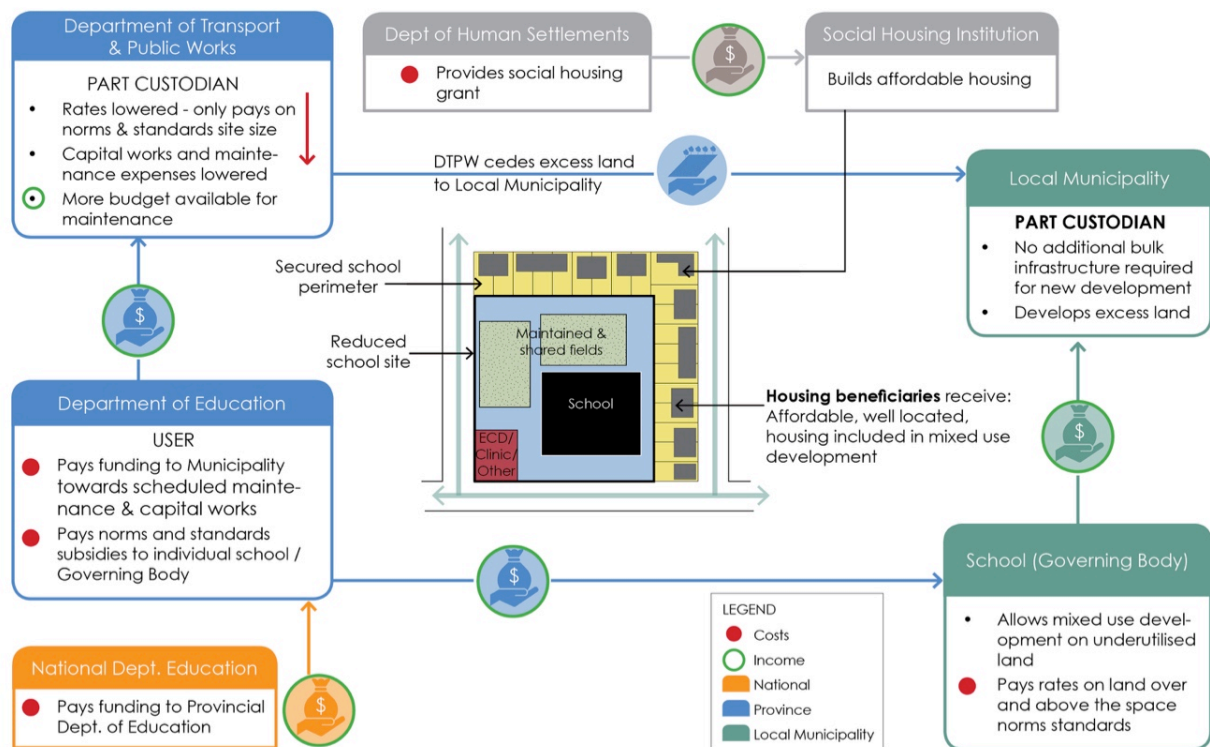 Department of Transport
& Public Works
PART CUSTODIAN
• Rates lowered - only pays on
norms & standards site size
• Capital works and mainte-
nance expenses lowered
• More budget available for
maintenance
Dept of Human Settlements
Provides social housing
grant
$
Social Housing Institution
Builds affordable housing
DTPW cedes excess land
to Local Municipality
Local Municipality
PART CUSTODIAN
• No additional bulk
infrastructure required
for new development
• Develops excess land
Secured school
perimeter
Reduced
school site
Maintained &
shared fields
School
ECD/
Clinic/
Other
Housing beneficiaries receive:
Affordable, well located,
housing included in mixed use
development
$
$
Department of Education
USER
Pays funding to Municipality
towards scheduled mainte-
nance & capital works
Pays norms and standards
subsidies to individual school /
Governing Body
$
School (Governing Body)
• Allows mixed use devel-
opment on underutilised
land
Pays rates on land over
and above the space
norms standards
National Dept. Education
Pays funding to Provincial
Dept. of Education
$
LEGEND
Costs
Income
National
Province
Local Municipality